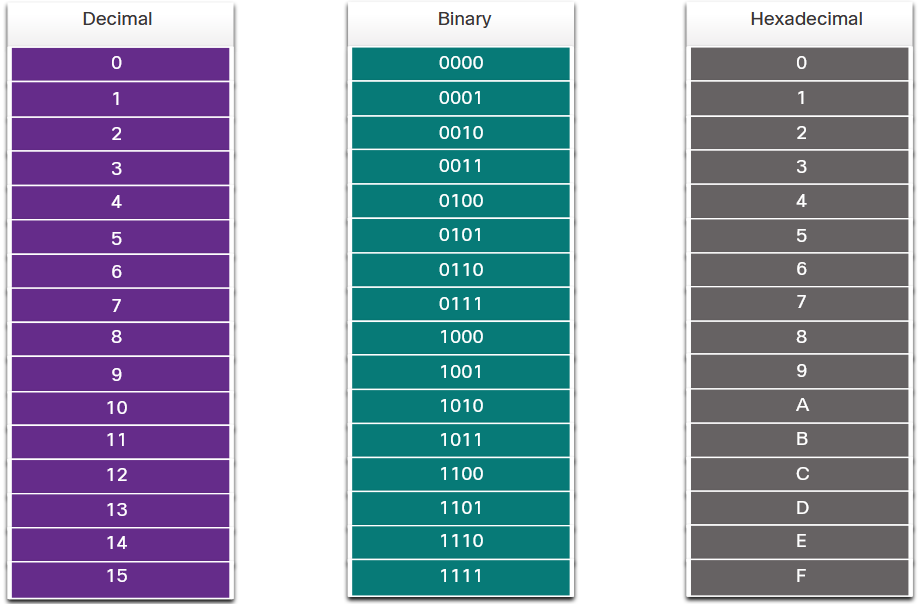 Decimal Binary Hexadecimal
0 0000 0
1 0001 1
2 0010 2
3 0011 3
4 0100 4
5 0101 5
6 0110 6
7 0111 7
8 1000 8
9 1001 9
10 1010 A
11 1011 B
12 1100 C
13 1101 D
14 1110 E
15 1111 F